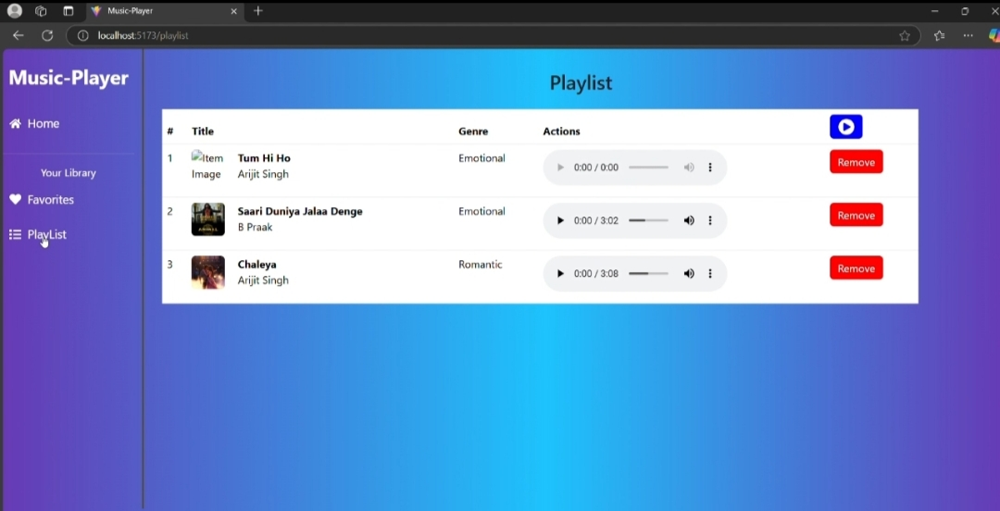 Music-Player
localhost:5173/playlist
Music-Player
Home
Your Library
Favorites
PlayList
Playlist
# Title Genre Actions
1 Item Image Tum Hi Ho Emotional 0:00 / 0:00 Remove
Arijit Singh
2 Saari Duniya Jalaa Denge Emotional 0:00 / 3:02 Remove
B Praak
3 Chaleya Romantic 0:00 / 3:08 Remove
Arijit Singh